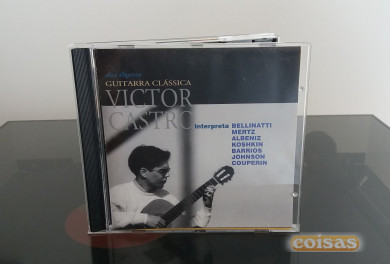 GUITARRA CLÁSSICA
VICTOR
CASTRO
interpreta BELLINATTI
MERTZ
ALBENIZ
KOSHKIN
BARRIOS
JOHNSON
COUPERIN
coisas